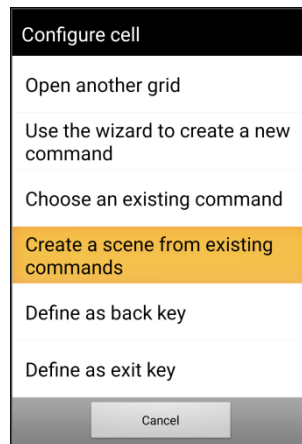 Configure cell
Open another grid
Use the wizard to create a new
command
Choose an existing command
Create a scene from existing
commands
Define as back key
Define as exit key
Cancel